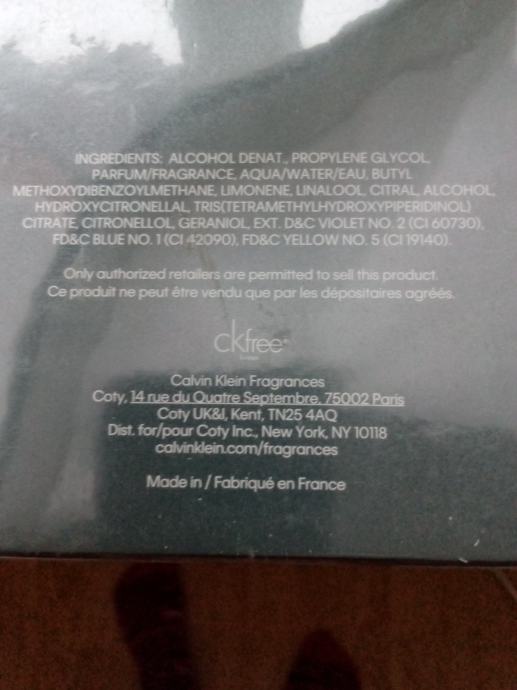 INGREDIENTS: ALCOHOL DENAT., PROPYLENE GLYCOL,
PARFUM/FRAGRANCE, AQUA/WATER/EAU, BUTYL
METHOXYDIBENZOYLMETHANE, LIMONENE, LINALOOL, CITRAL, ALCOHOL,
HYDROXYCITRONELLAL, TRIS(TETRAMETHYLHYDROXYPIPERIDINOL)
CITRATE, CITRONELLOL, GERANIOL, EXT. D&C VIOLET NO. 2 (CI 60730),
FD&C BLUE NO. 1 (CI 42090), FD&C YELLOW NO. 5 (CI 19140).
Only authorized retailers are permitted to sell this product.
Ce produit ne peut être vendu que par les dépositaires agréés.
ckfree
Calvin Klein Fragrances
Coty, 14 rue du Quatre Septembre, 75002 Paris
Coty UK&I, Kent, TN25 4AQ
Dist. for/pour Coty Inc., New York, NY 10118
calvinklein.com/fragrances
Made in / Fabriqué en France